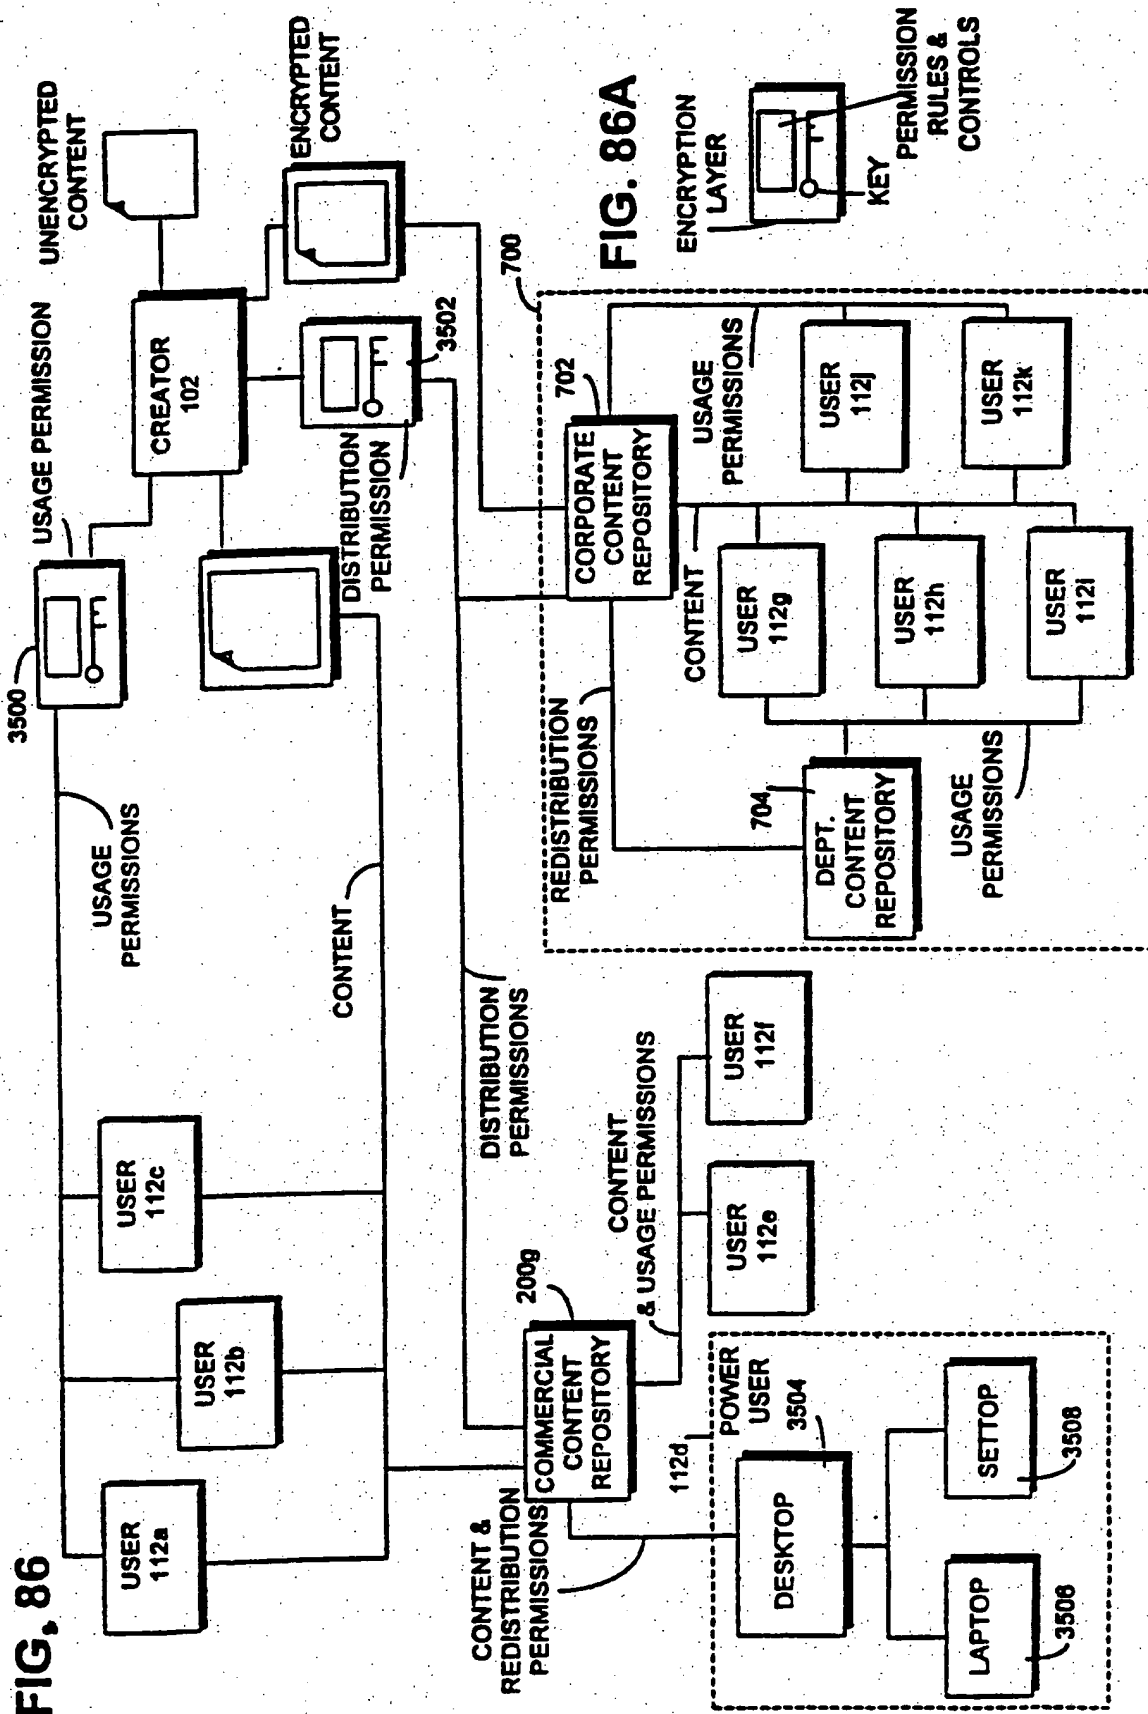 FIG. 86
3500
USAGE PERMISSION
UNENCRYPTED
CONTENT
CREATOR
102
ENCRYPTED
CONTENT
DISTRIBUTION
PERMISSION
3502
USAGE
PERMISSIONS
CONTENT
USER
112a
USER
112b
USER
112c
DISTRIBUTION
PERMISSIONS
CONTENT &
REDISTRIBUTION
PERMISSIONS
COMMERCIAL
CONTENT
REPOSITORY
200g
CONTENT
& USAGE PERMISSIONS
USER
112e
USER
112f
112d
POWER
USER
3504
DESKTOP
LAPTOP
3506
SETTOP
3508
700
CORPORATE
CONTENT
REPOSITORY
702
REDISTRIBUTION
PERMISSIONS
CONTENT
USAGE
PERMISSIONS
704
DEPT.
CONTENT
REPOSITORY
USER
112g
USER
112h
USER
112i
USER
112j
USER
112k
USAGE
PERMISSIONS
FIG. 86A
ENCRYPTION
LAYER
KEY
PERMISSION
RULES &
CONTROLS